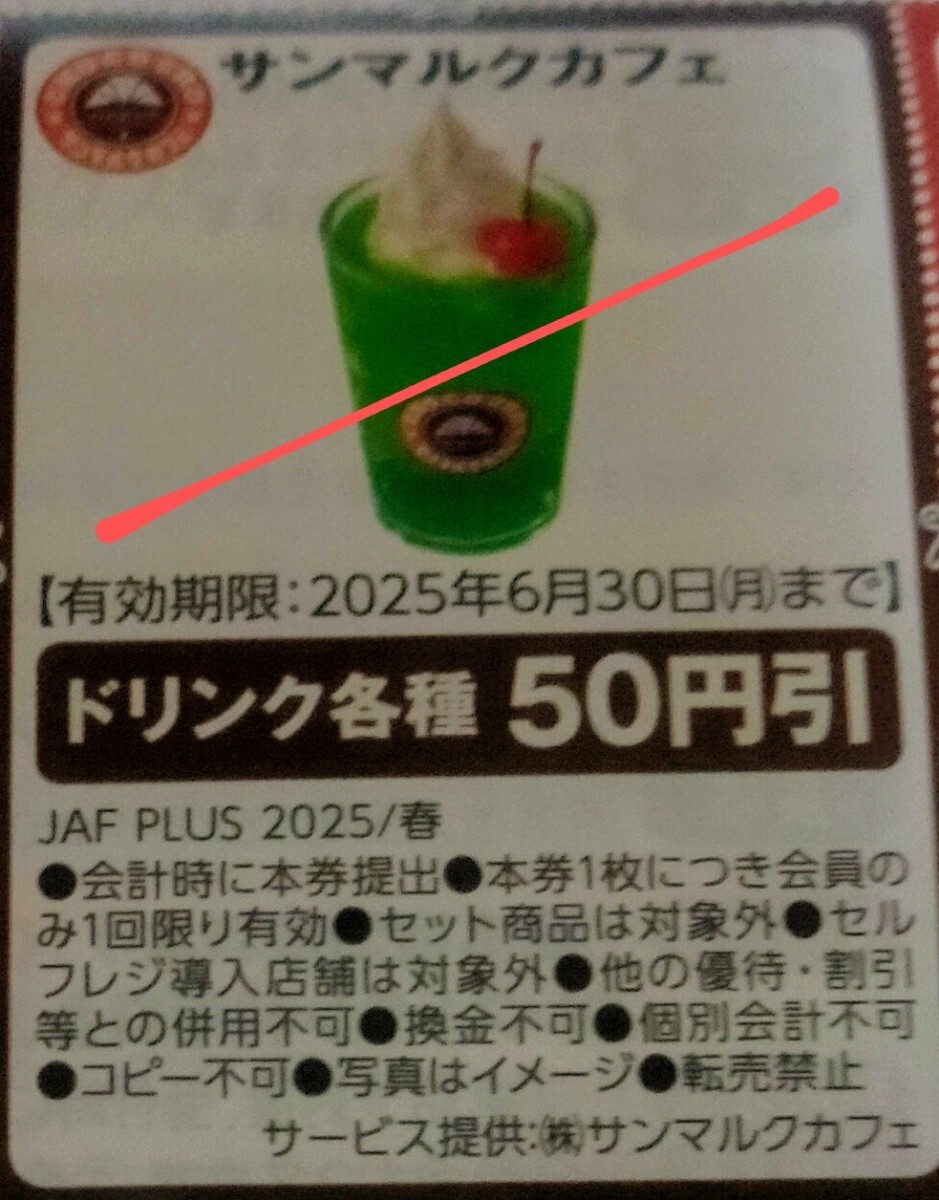 サンマルクカフェ
【有効期限:2025年6月30日㈪まで】
ドリンク各種 50円引
JAF PLUS 2025/春
●会計時に本券提出●本券1枚につき会員の
み1回限り有効●セット商品は対象外●セル
フレジ導入店舗は対象外●他の優待・割引
等との併用不可●換金不可●個別会計不可
●コピー不可●写真はイメージ●転売禁止
サービス提供:㈱サンマルクカフェ